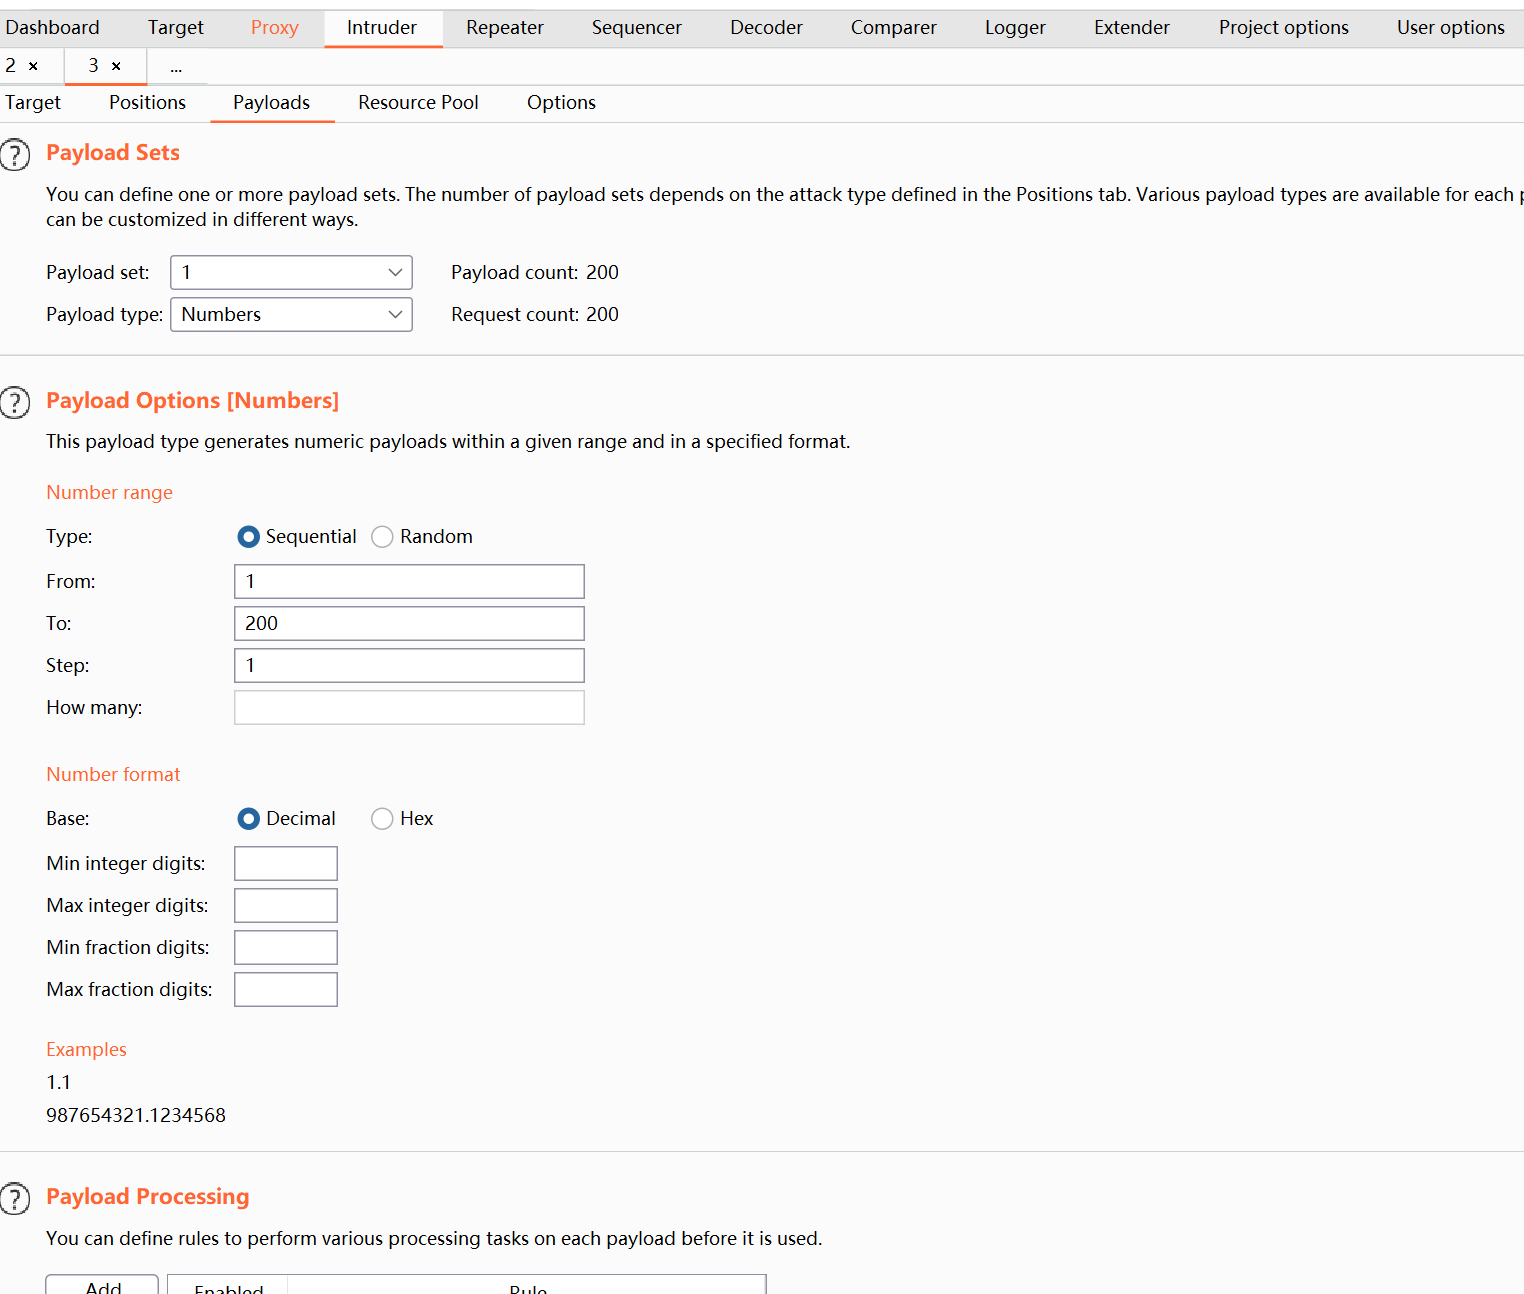 Dashboard Target Proxy Intruder Repeater Sequencer Decoder Comparer Logger Extender Project options User options
2 × 3 × ...
Target Positions Payloads Resource Pool Options
? Payload Sets
You can define one or more payload sets. The number of payload sets depends on the attack type defined in the Positions tab. Various payload types are available for each
can be customized in different ways.
Payload set: 1 Payload count: 200
Payload type: Numbers Request count: 200
? Payload Options [Numbers]
This payload type generates numeric payloads within a given range and in a specified format.
Number range
Type: Sequential Random
From: 1
To: 200
Step: 1
How many:
Number format
Base: Decimal Hex
Min integer digits:
Max integer digits:
Min fraction digits:
Max fraction digits:
Examples
1.1
987654321.1234568
? Payload Processing
You can define rules to perform various processing tasks on each payload before it is used.
Add Enabled Rule